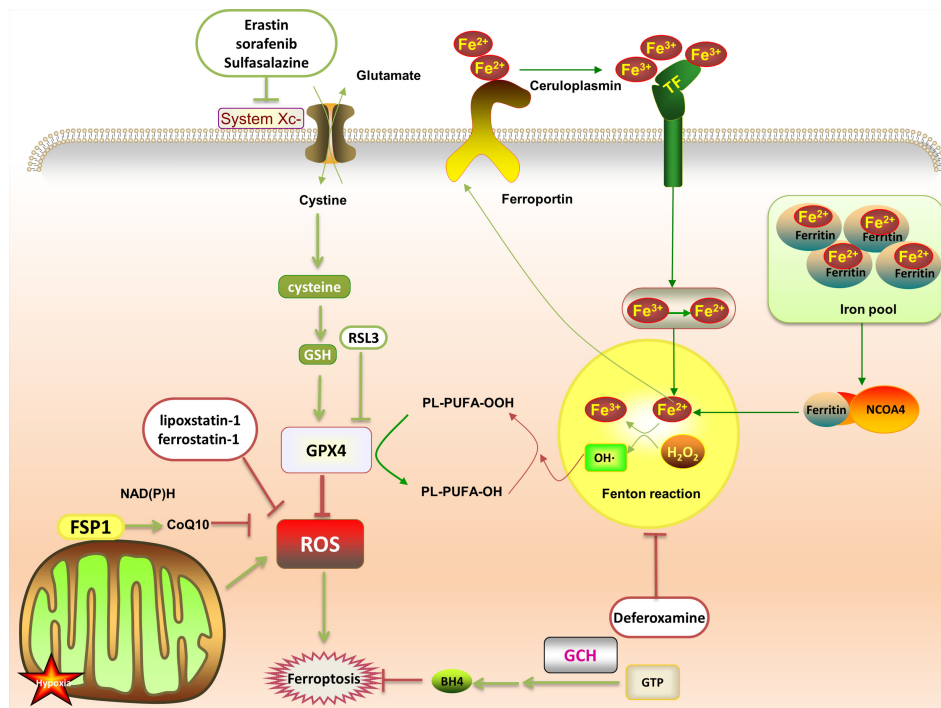 Erastin
sorafenib
Sulfasalazine
Glutamate
System Xc-
Cystine
cysteine
GSH
RSL3
GPX4
lipoxstatin-1
ferrostatin-1
NAD(P)H
FSP1
CoQ10
ROS
Hypoxia
Ferroptosis
BH4
GCH
GTP
Deferoxamine
PL-PUFA-OOH
PL-PUFA-OH
Fe2+
Fe2+
Ceruloplasmin
Fe3+
Fe3+
Fe3+
TF
Ferroportin
Fe3+
Fe2+
Fe3+
Fe2+
OH·
H2O2
Fenton reaction
Fe2+
Ferritin
Fe2+
Ferritin
Fe2+
Ferritin
Fe2+
Ferritin
Iron pool
Ferritin
NCOA4